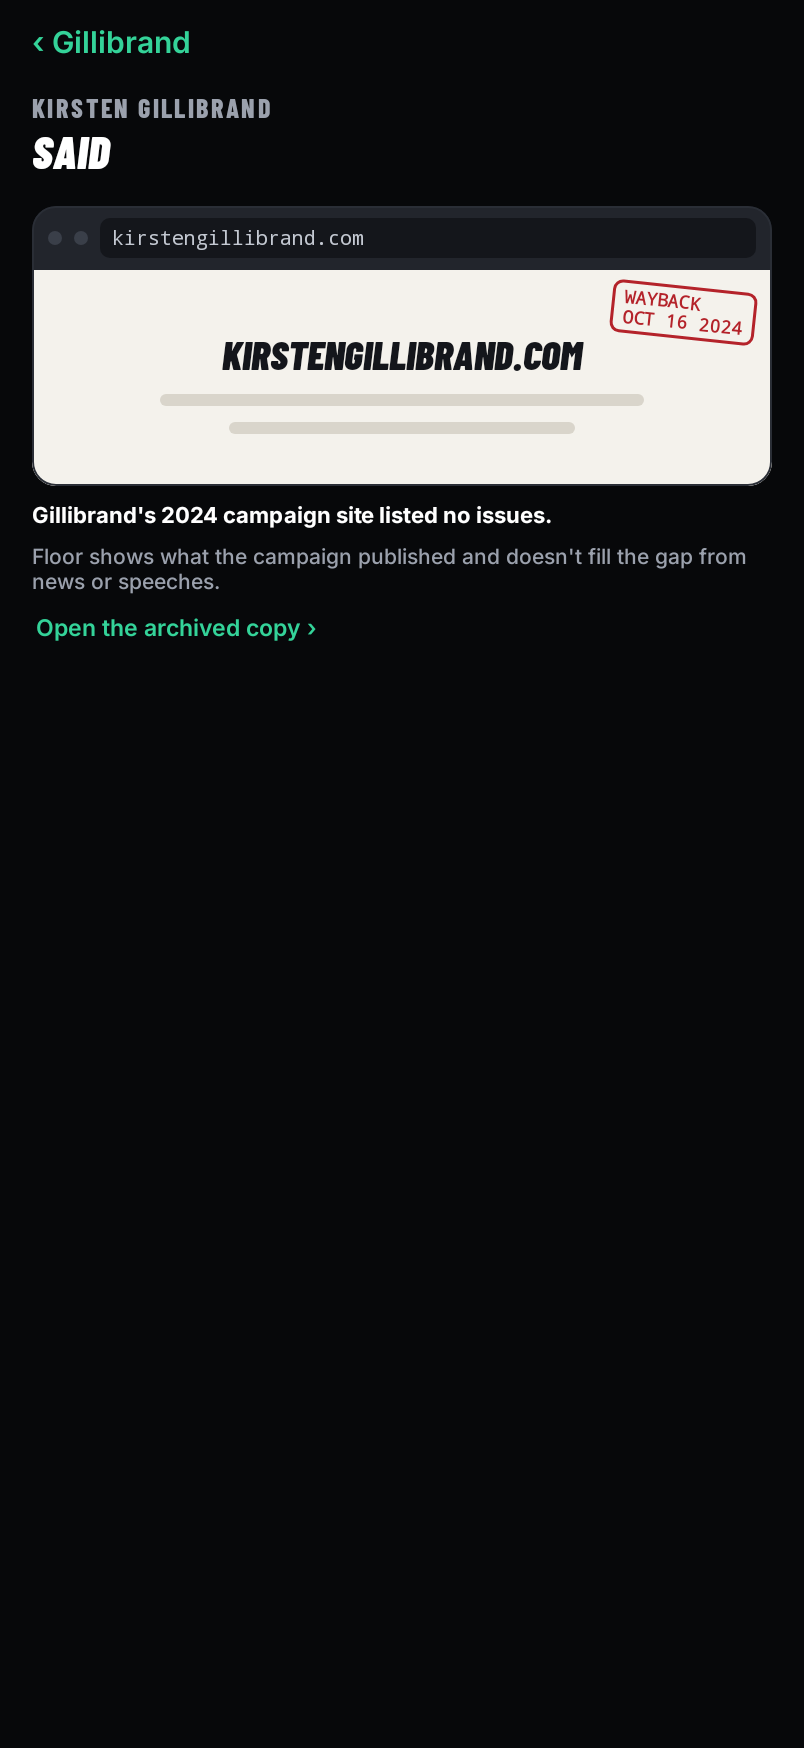 ‹ Gillibrand
KIRSTEN GILLIBRAND
SAID
kirstengillibrand.com
WAYBACK
OCT 16 2024
KIRSTENGILLIBRAND.COM
Gillibrand's 2024 campaign site listed no issues.
Floor shows what the campaign published and doesn't fill the gap from
news or speeches.
Open the archived copy ›